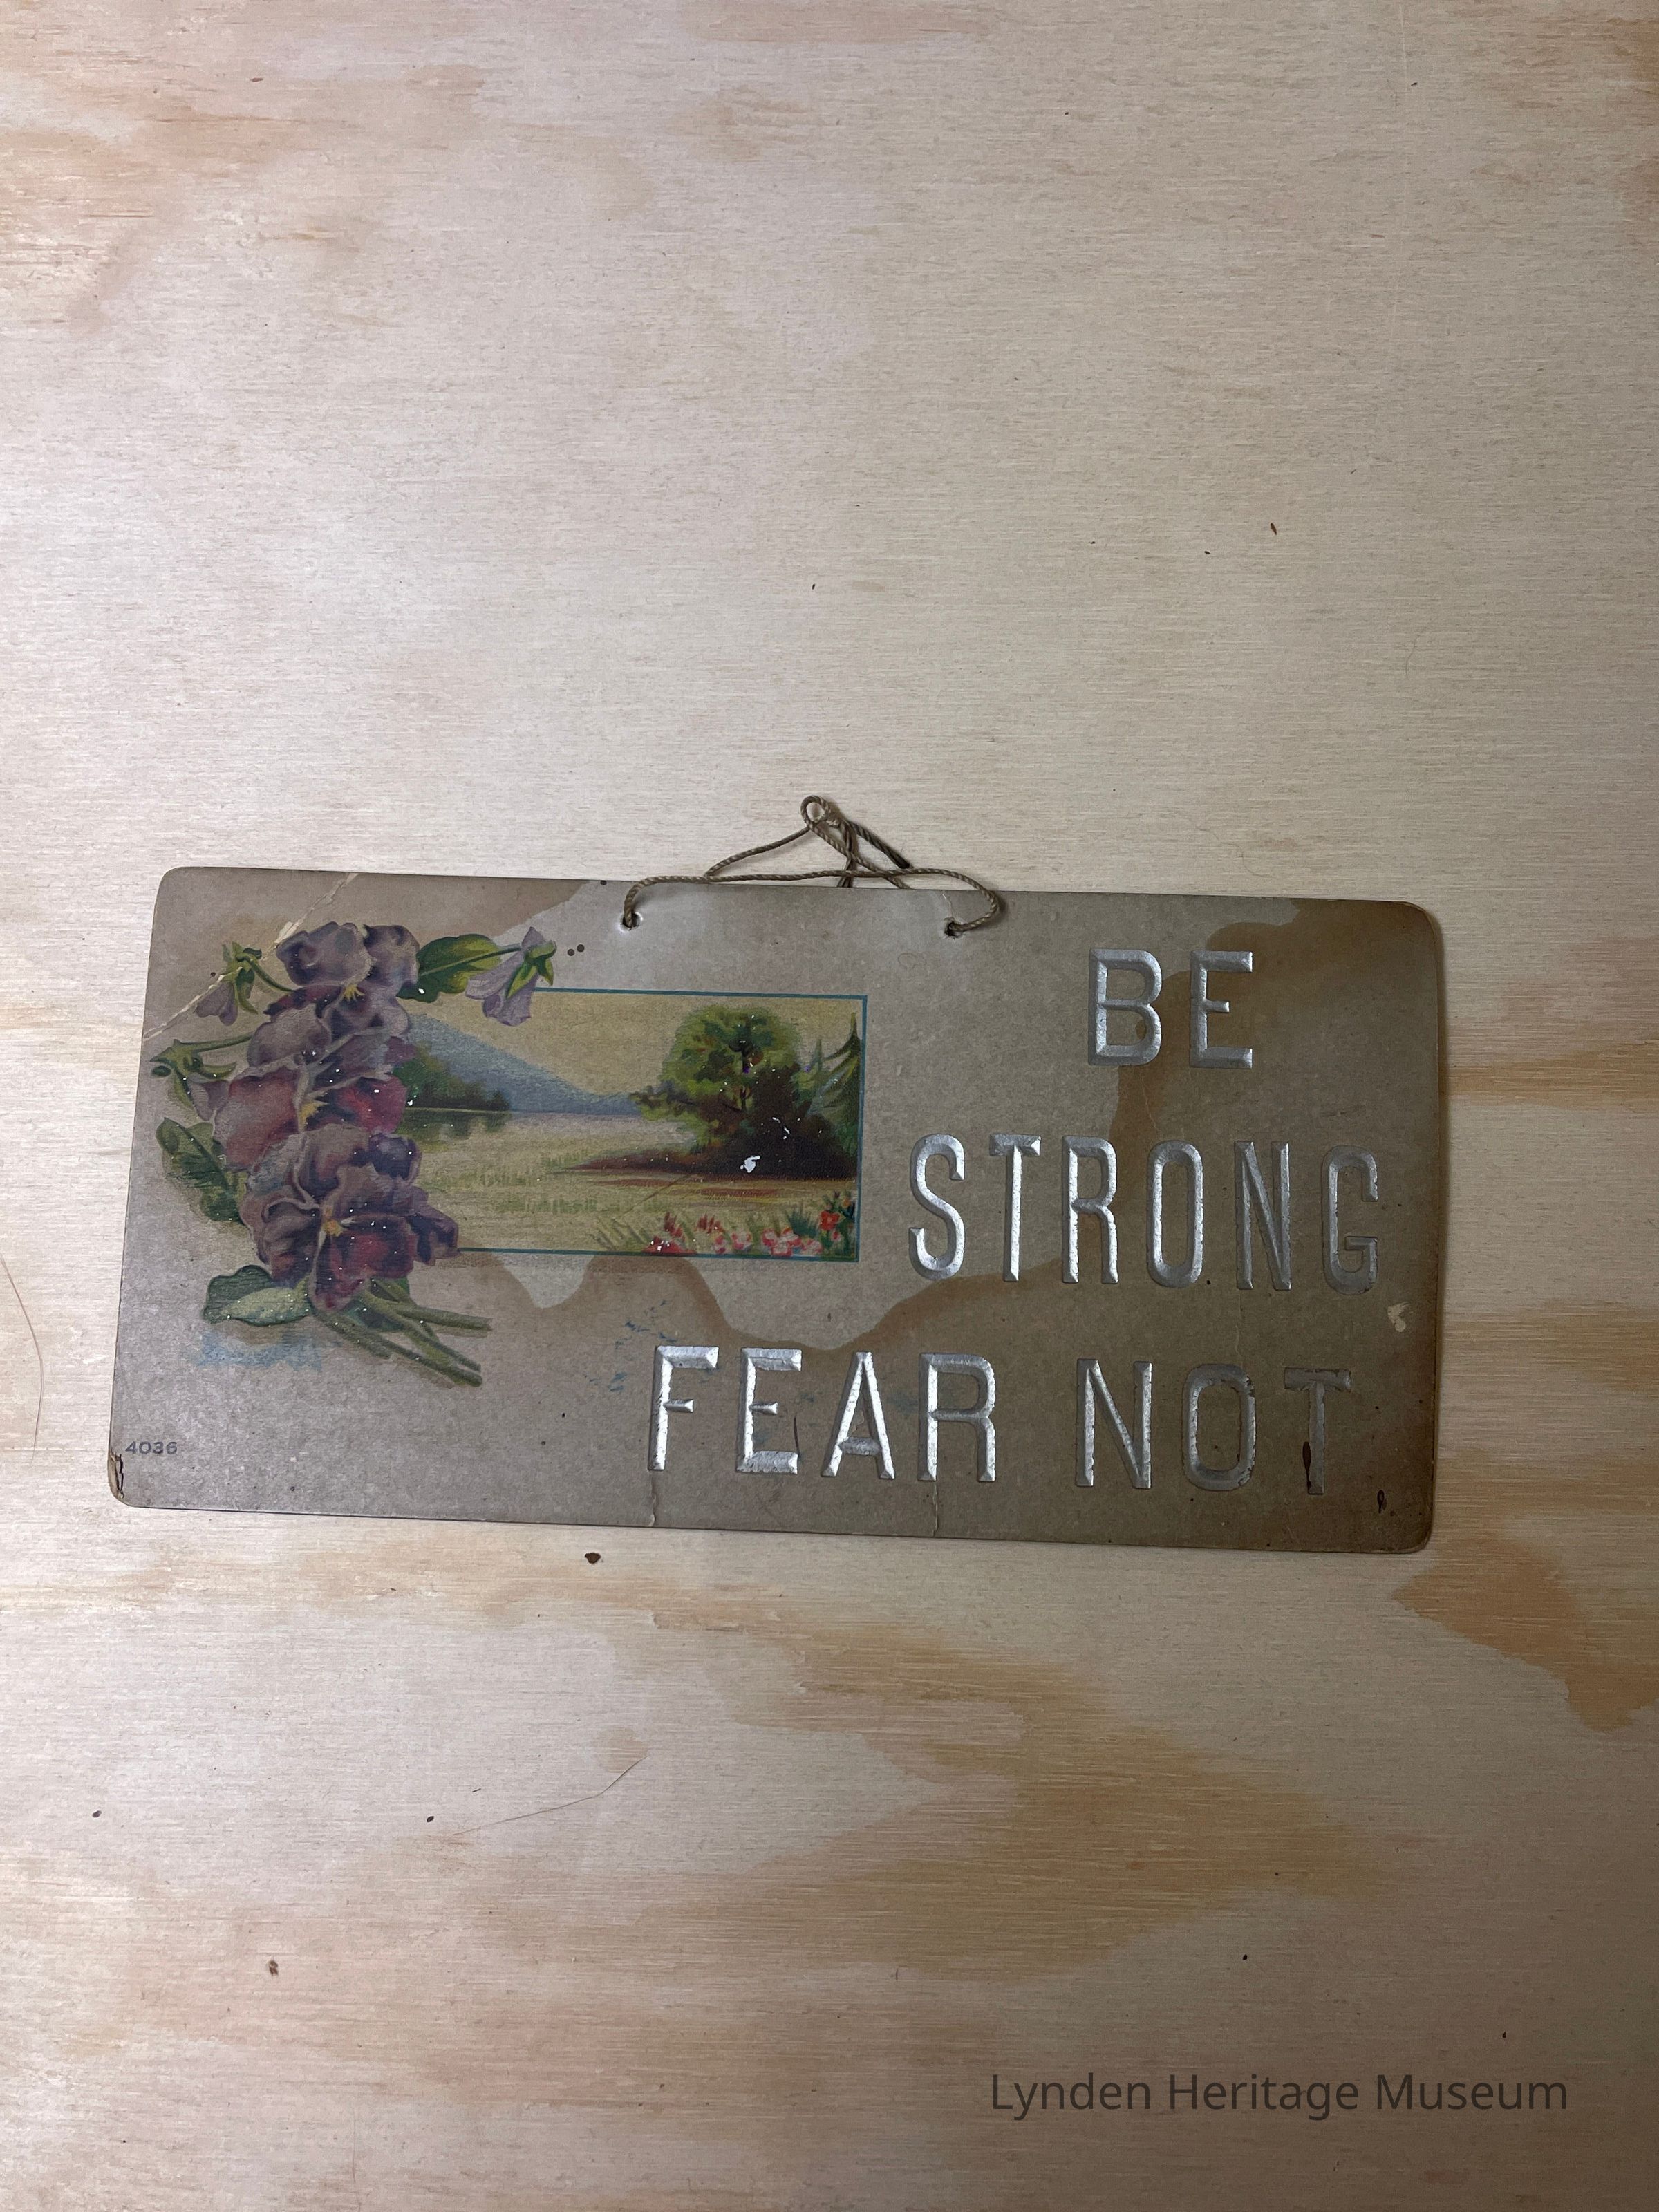 BE
STRONG
FEAR NOT
4036
Lynden Heritage Museum